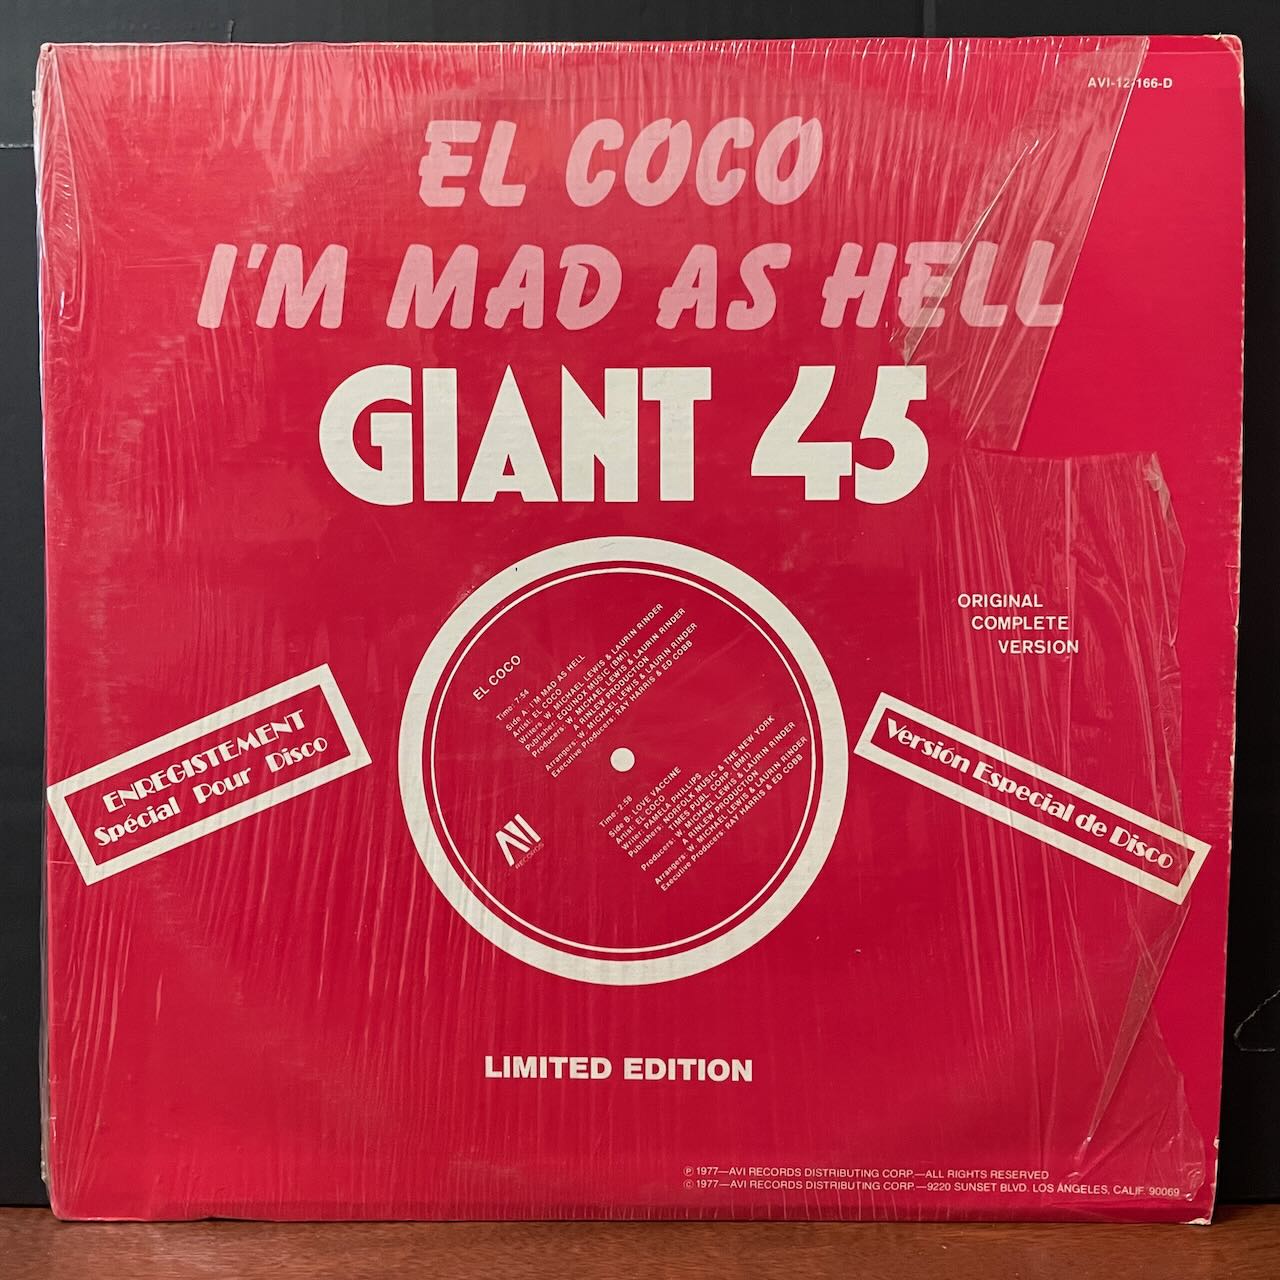 AVI-12-166-D
EL COCO
I'M MAD AS HELL
GIANT 45
ORIGINAL
COMPLETE
VERSION
ENREGISTEMENT
Spécial Pour Disco
Versión Especial de Disco
EL COCO
Time: 7:54
Side A: I'M MAD AS HELL
Artist: EL COCO
Writers: W. MICHAEL LEWIS & LAURIN RINDER
Publisher: EQUINOX MUSIC (BMI)
Producers: W. MICHAEL LEWIS & LAURIN RINDER
A RINLEW PRODUCTION
Arrangers: W. MICHAEL LEWIS & LAURIN RINDER
Executive Producers: RAY HARRIS & ED COBB
AVI
RECORDS
Time: 2:58
Side B: LOVE VACCINE
Artist: EL COCO
Writer: PAMELA PHILLIPS
Publishers: NORFOLK MUSIC & THE NEW YORK
TIMES PUBL. CORP. (BMI)
Producers: W. MICHAEL LEWIS & LAURIN RINDER
A RINLEW PRODUCTION
Arrangers: W. MICHAEL LEWIS & LAURIN RINDER
Executive Producers: RAY HARRIS & ED COBB
LIMITED EDITION
℗ 1977—AVI RECORDS DISTRIBUTING CORP.—ALL RIGHTS RESERVED
© 1977—AVI RECORDS DISTRIBUTING CORP.—9220 SUNSET BLVD. LOS ANGELES, CALIF. 90069